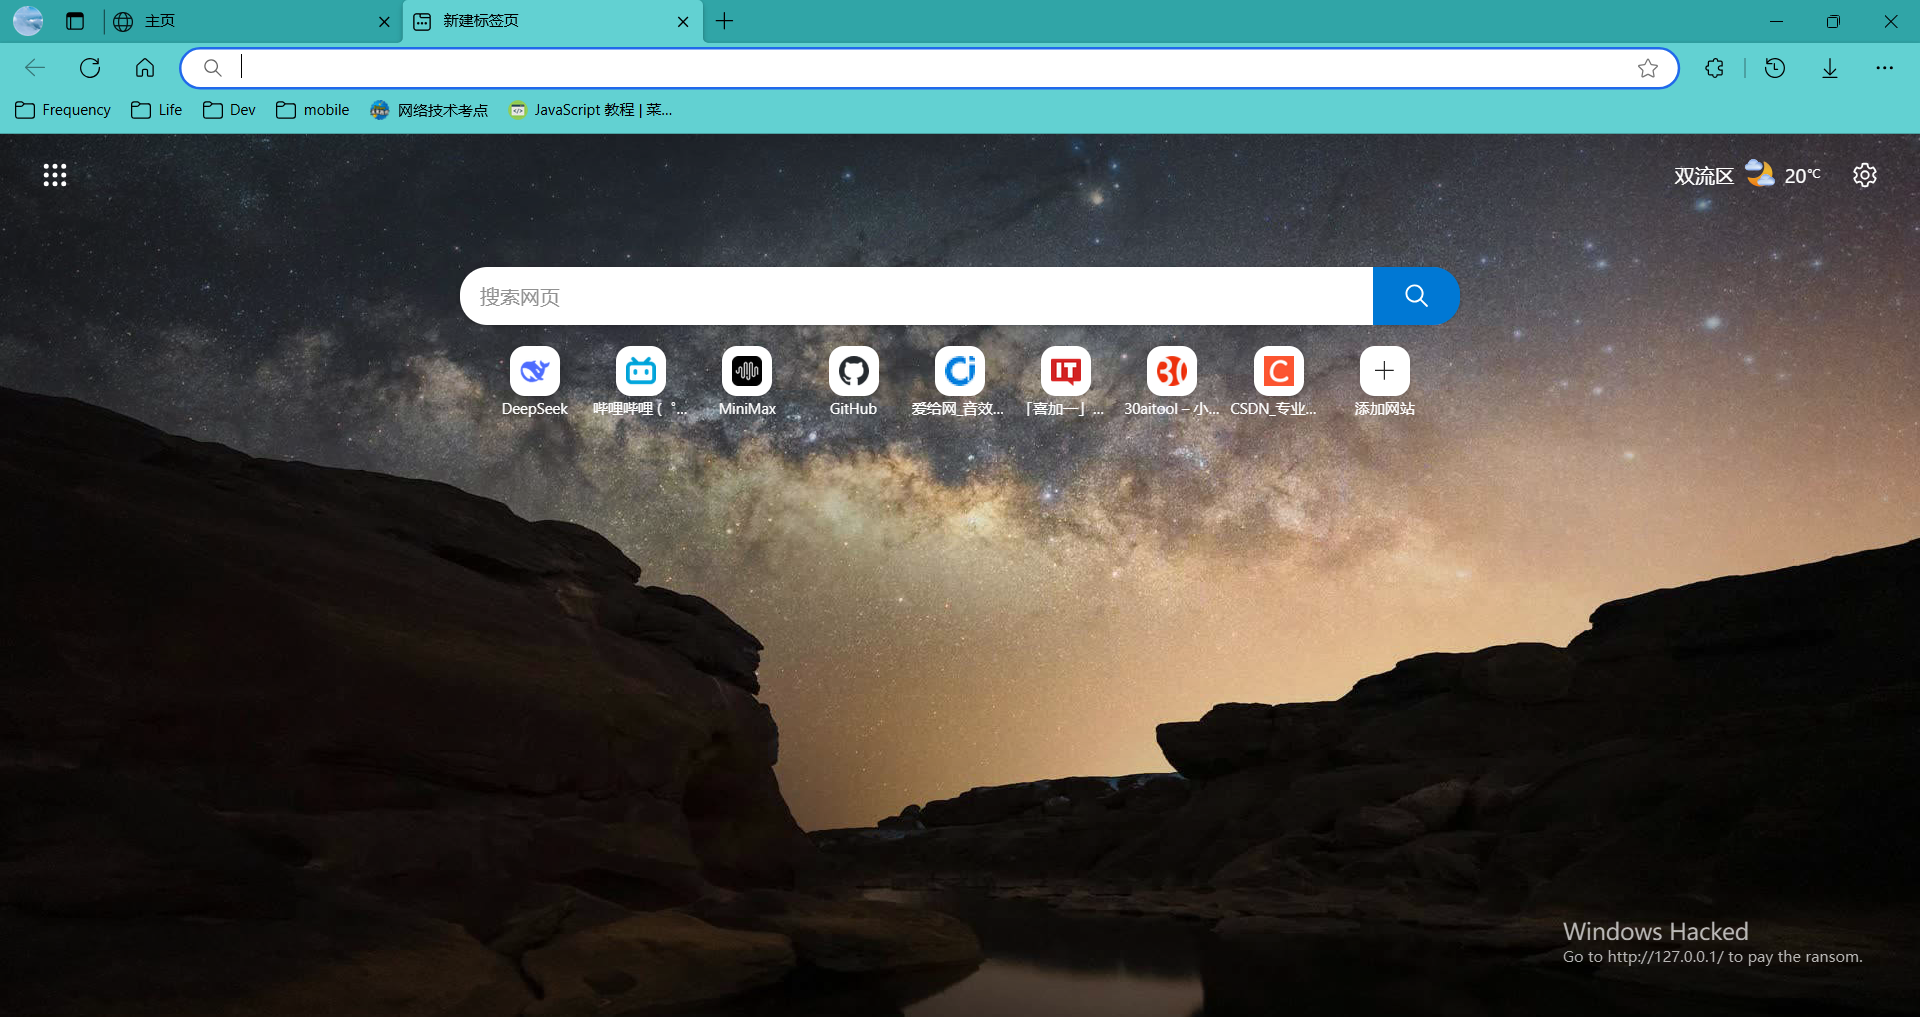 主页
新建标签页
Frequency
Life
Dev
mobile
网络技术考点
JavaScript 教程 | 菜...
双流区
20°C
搜索网页
DeepSeek
哔哩哔哩 ( ゜...
MiniMax
GitHub
爱给网_音效...
「喜加一」...
30aitool – 小...
CSDN_专业...
添加网站
Windows Hacked
Go to http://127.0.0.1/ to pay the ransom.